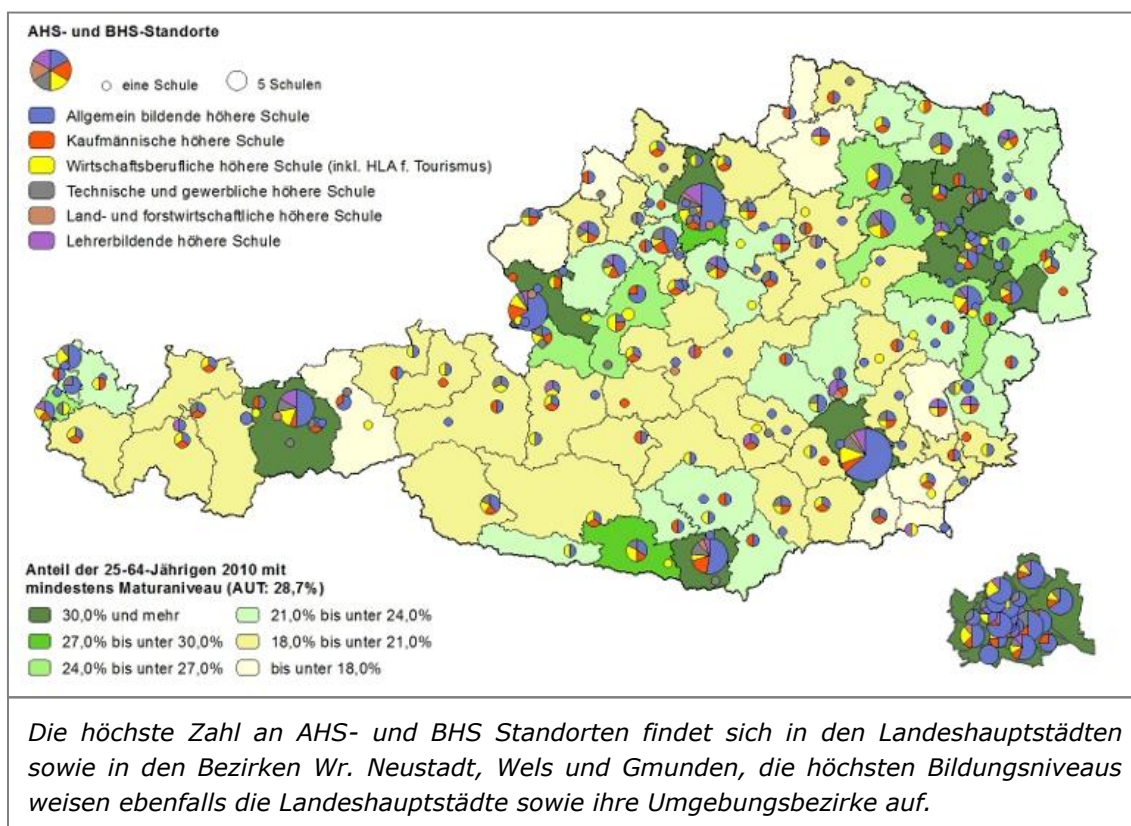 AHS- und BHS-Standorte
eine Schule
5 Schulen
Allgemein bildende höhere Schule
Kaufmännische höhere Schule
Wirtschaftsberufliche höhere Schule (inkl. HLA f. Tourismus)
Technische und gewerbliche höhere Schule
Land- und forstwirtschaftliche höhere Schule
Lehrerbildende höhere Schule
Anteil der 25-64-Jährigen 2010 mit
mindestens Maturaniveau (AUT: 28,7%)
30,0% und mehr
27,0% bis unter 30,0%
24,0% bis unter 27,0%
21,0% bis unter 24,0%
18,0% bis unter 21,0%
bis unter 18,0%
Die höchste Zahl an AHS- und BHS Standorten findet sich in den Landeshauptstädten
sowie in den Bezirken Wr. Neustadt, Wels und Gmunden, die höchsten Bildungsniveaus
weisen ebenfalls die Landeshauptstädte sowie ihre Umgebungsbezirke auf.